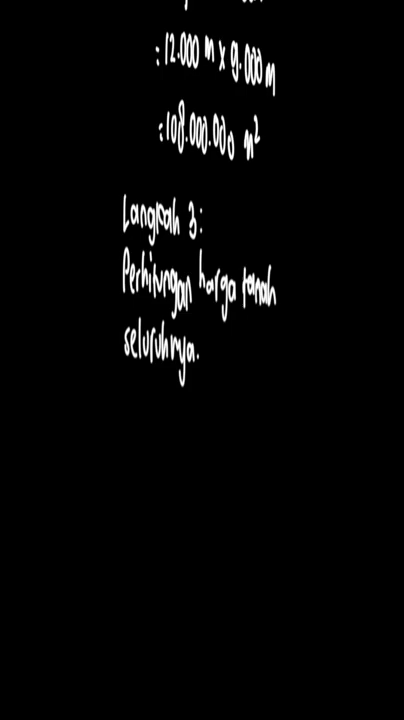 = 12.000 m x 9.000 m
= 108.000.000 m²
Langkah 3:
Perhitungan harga tanah
seluruhnya.